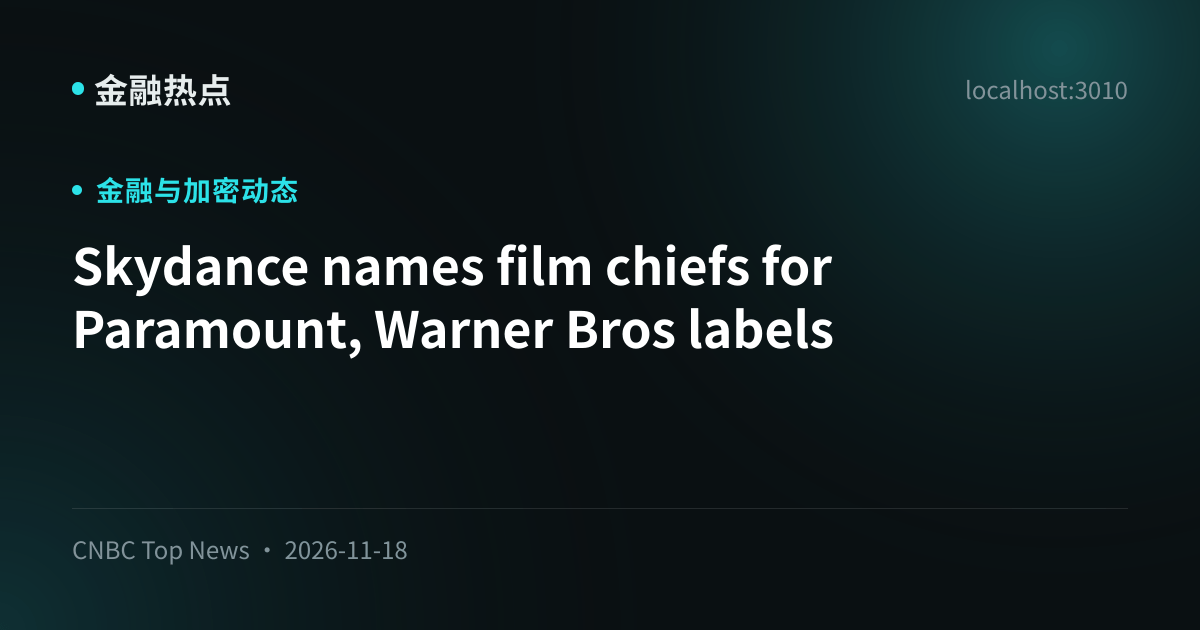 金融热点
localhost:3010
金融与加密动态
Skydance names film chiefs for
Paramount, Warner Bros labels
CNBC Top News · 2026-11-18